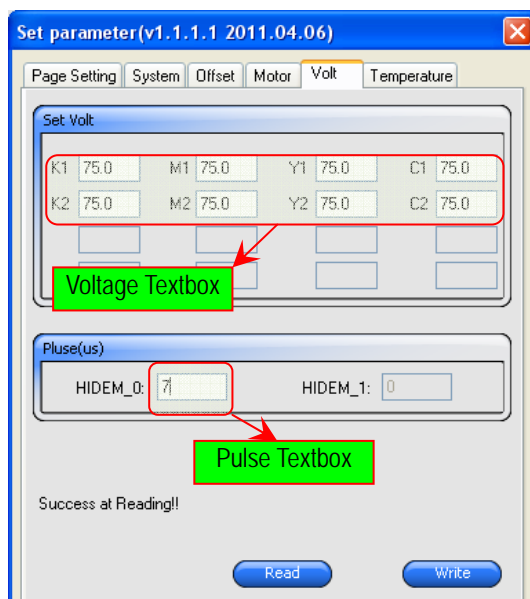 Set parameter(v1.1.1.1 2011.04.06)
Page Setting System Offset Motor Volt Temperature
Set Volt
K1 75.0 M1 75.0 Y1 75.0 C1 75.0
K2 75.0 M2 75.0 Y2 75.0 C2 75.0
Voltage Textbox
Pluse(us)
HIDEM_0: 7 HIDEM_1: 0
Pulse Textbox
Success at Reading!!
Read Write